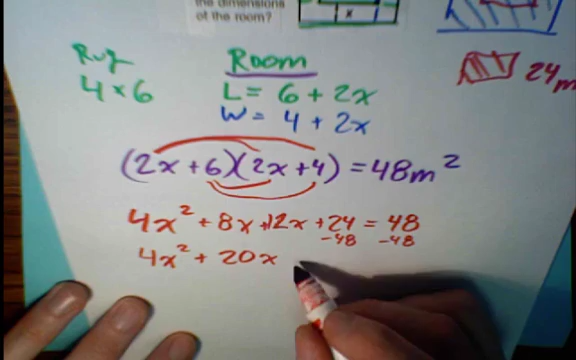 the dimensions
of the room?
x
Rug
4 x 6
Room
L = 6 + 2x
W = 4 + 2x
24m
(2x + 6)(2x + 4) = 48m²
4x² + 8x + 12x + 24 = 48
-48 -48
4x² + 20x